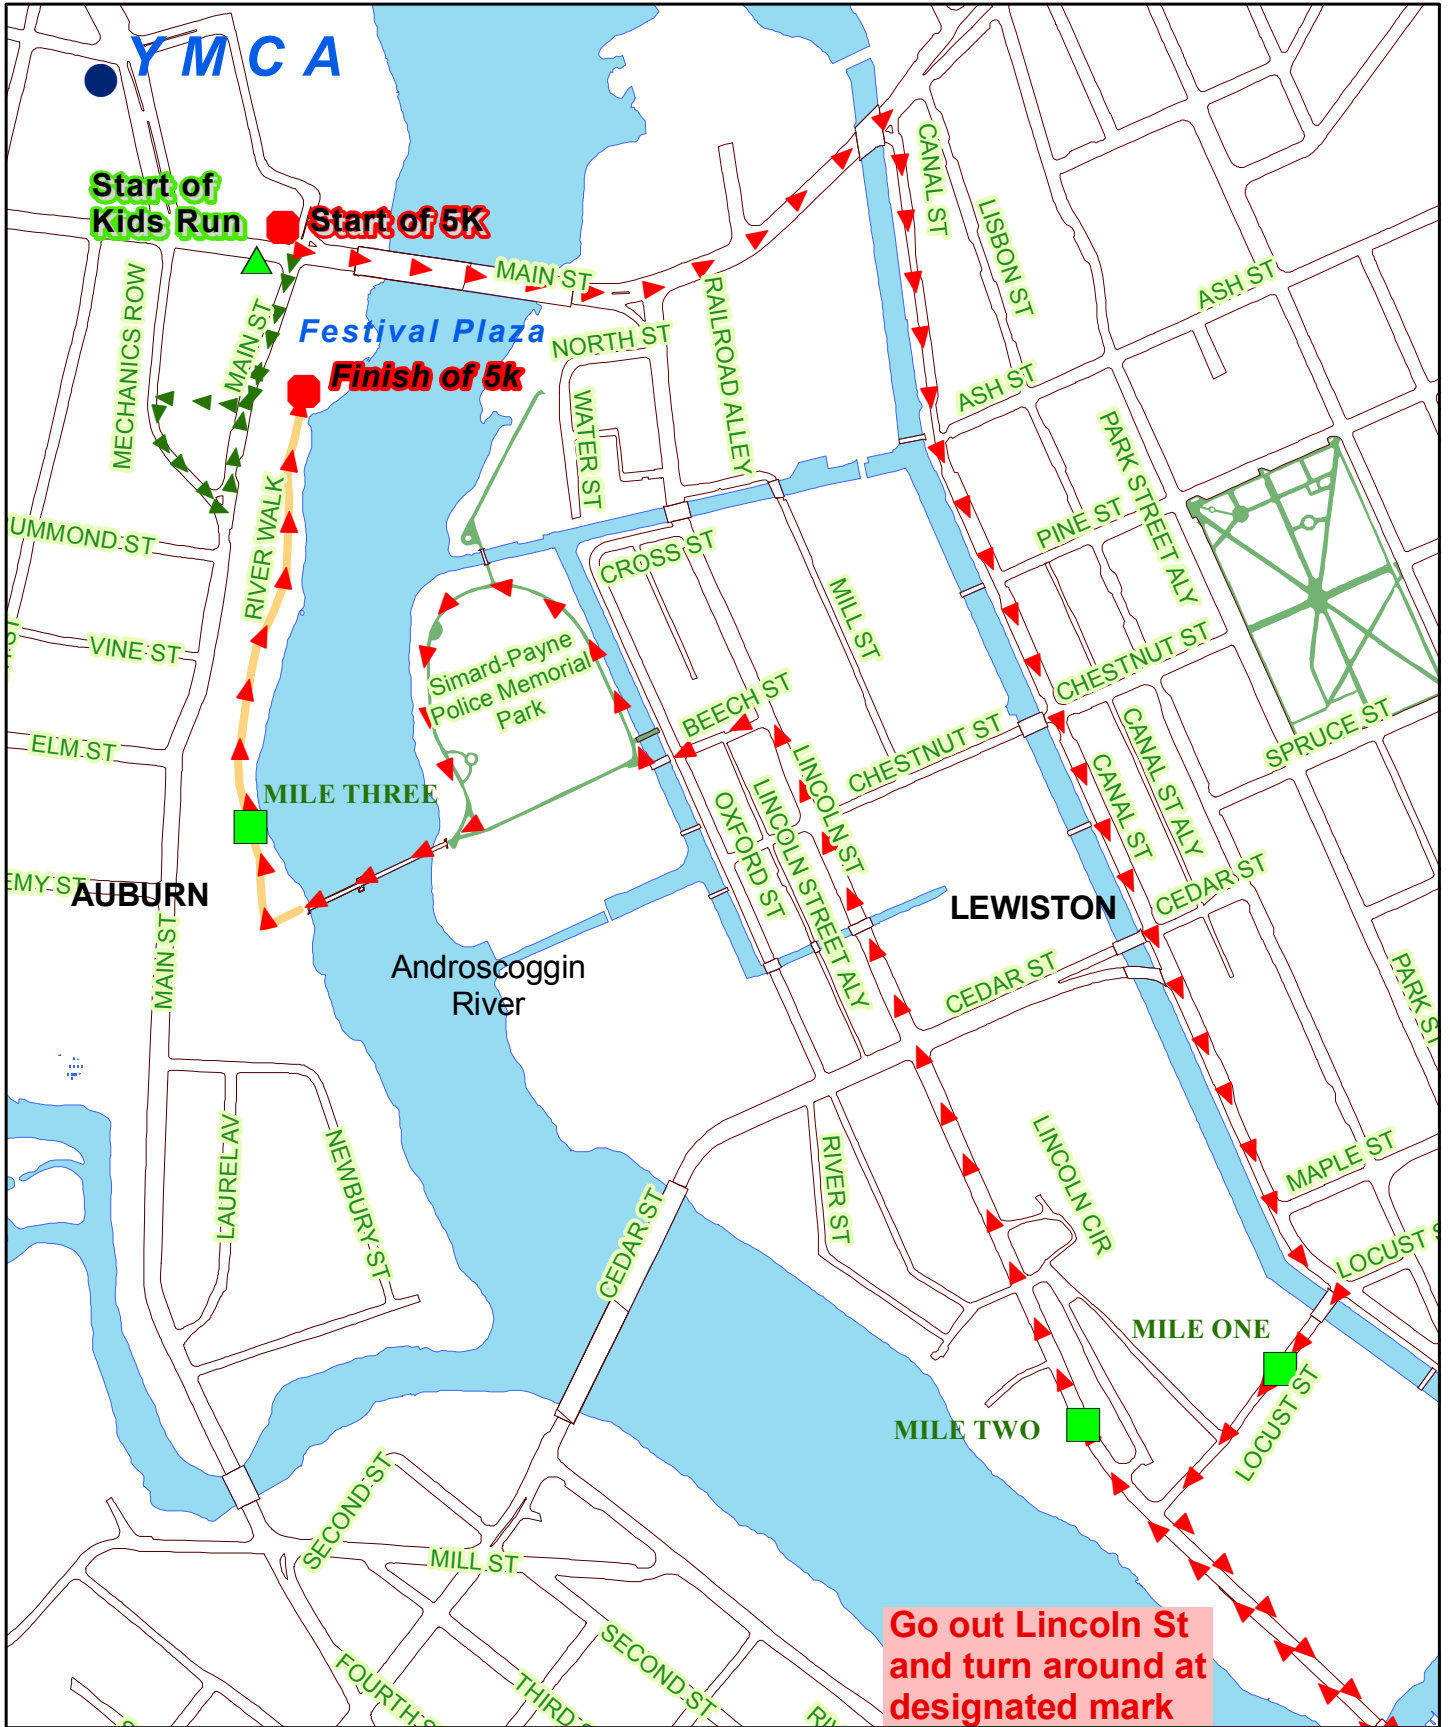 YMCA
Start of
Kids Run
Start of 5K
MAIN ST
CANAL ST
LISBON ST
ASH ST
MECHANICS ROW
MAIN ST
Festival Plaza
NORTH ST
RAILROAD ALLEY
Finish of 5k
WATER ST
ASH ST
PARK STREET ALY
RIVER WALK
PINE ST
UMMOND ST
CROSS ST
MILL ST
VINE ST
Simard-Payne
Police Memorial
Park
CHESTNUT ST
BEECH ST
ELM ST
CHESTNUT ST
CANAL ST ALY
SPRUCE ST
MILE THREE
OXFORD ST
LINCOLN STREET ALY
LINCOLN ST
CANAL ST
EMY ST
AUBURN
CEDAR ST
LEWISTON
MAIN ST
Androscoggin
River
CEDAR ST
PARK ST
LAUREL AV
NEWBURY ST
RIVER ST
LINCOLN CIR
MAPLE ST
CEDAR ST
LOCUST S
MILE ONE
MILE TWO
LOCUST ST
SECOND ST
MILL ST
Go out Lincoln St
and turn around at
designated mark
SECOND ST
FOURTH S
THIRD S